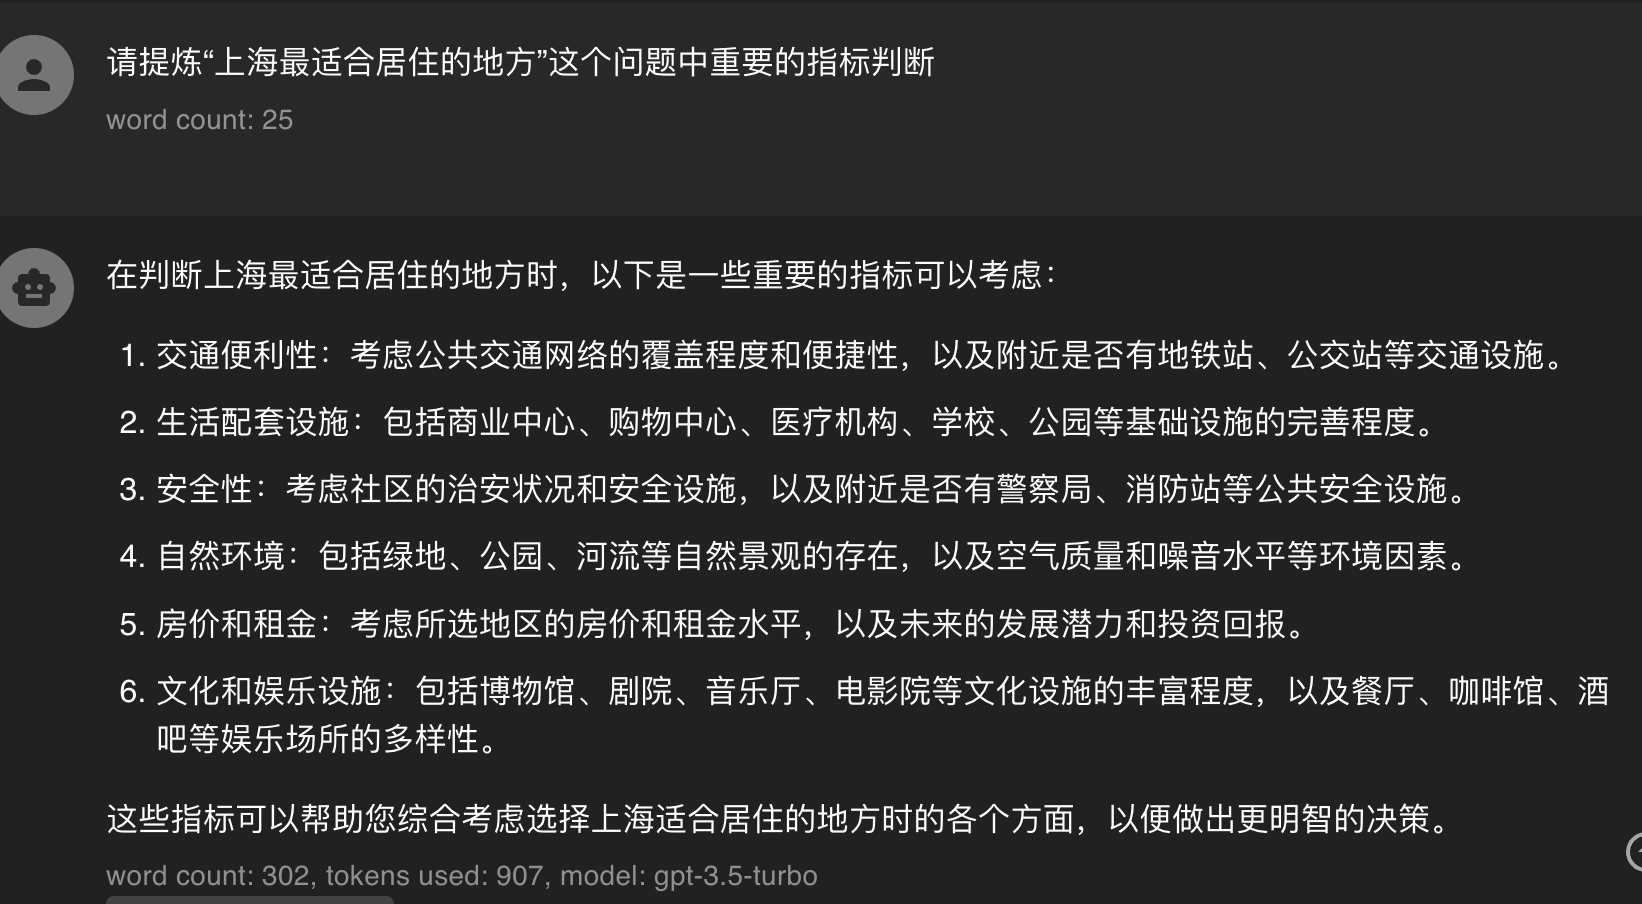 请提炼“上海最适合居住的地方”这个问题中重要的指标判断
word count: 25
在判断上海最适合居住的地方时，以下是一些重要的指标可以考虑：
1. 交通便利性：考虑公共交通网络的覆盖程度和便捷性，以及附近是否有地铁站、公交站等交通设施。
2. 生活配套设施：包括商业中心、购物中心、医疗机构、学校、公园等基础设施的完善程度。
3. 安全性：考虑社区的治安状况和安全设施，以及附近是否有警察局、消防站等公共安全设施。
4. 自然环境：包括绿地、公园、河流等自然景观的存在，以及空气质量和噪音水平等环境因素。
5. 房价和租金：考虑所选地区的房价和租金水平，以及未来的发展潜力和投资回报。
6. 文化和娱乐设施：包括博物馆、剧院、音乐厅、电影院等文化设施的丰富程度，以及餐厅、咖啡馆、酒
吧等娱乐场所的多样性。
这些指标可以帮助您综合考虑选择上海适合居住的地方时的各个方面，以便做出更明智的决策。
word count: 302, tokens used: 907, model: gpt-3.5-turbo